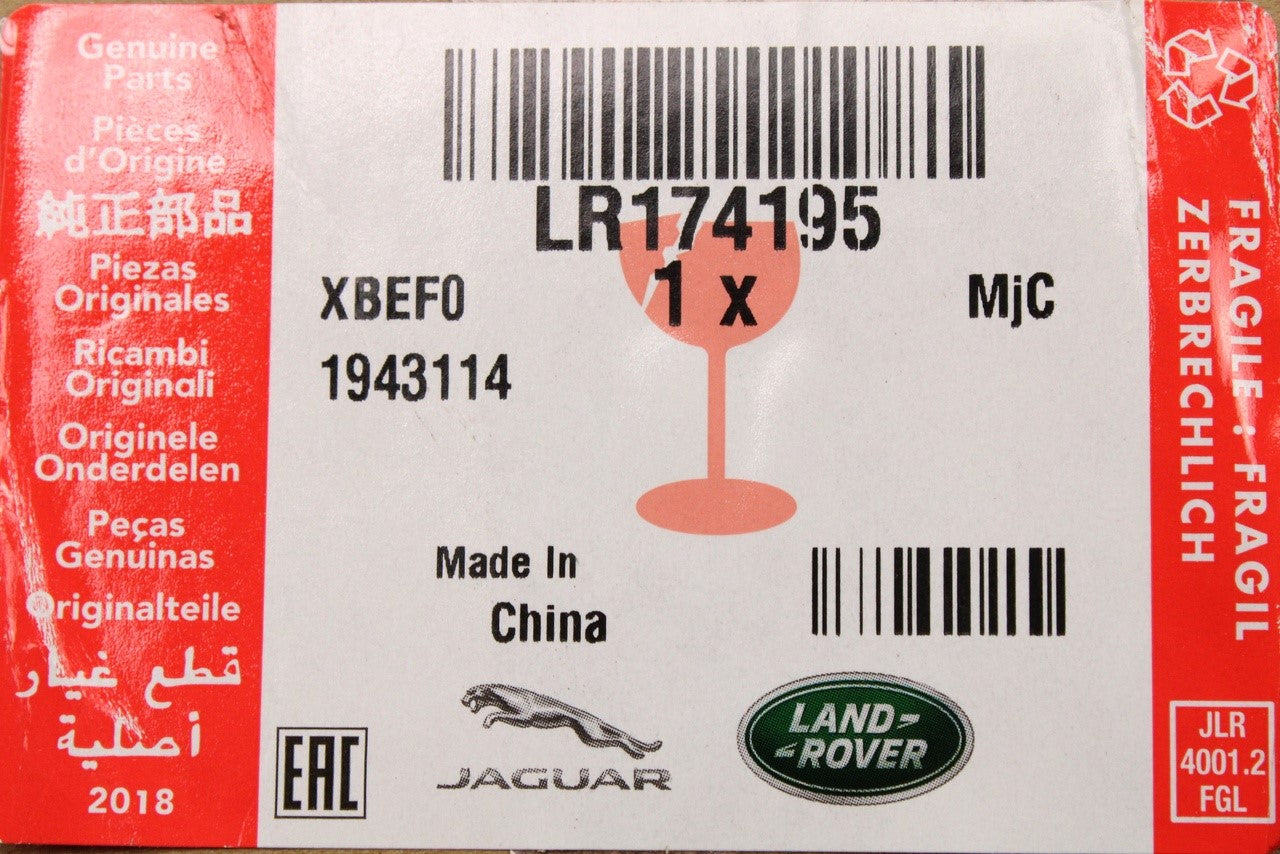 Genuine
Parts
Pièces
d'Origine
純正部品
Piezas
Originales
Ricambi
Originali
Originele
Onderdelen
Peças
Genuinas
Originalteile
قطع غيار
أصلية
2018
LR174195
1 x
XBEF0
MjC
1943114
Made In
China
EAC
JAGUAR
LAND-
-ROVER
FRAGILE : FRAGIL
ZERBRECHLICH
JLR
4001.2
FGL